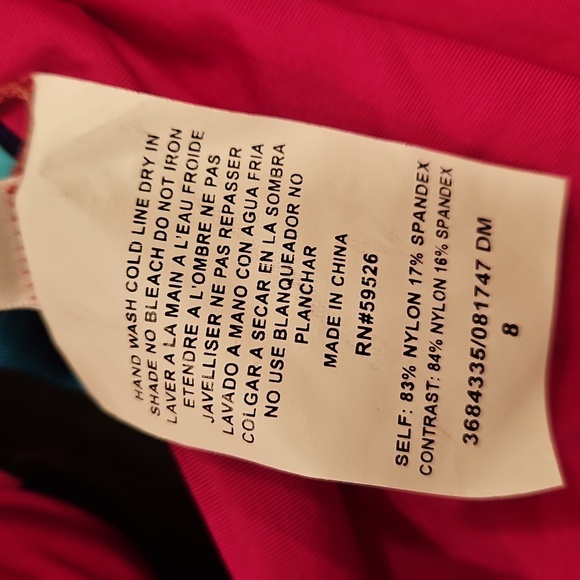 HAND WASH COLD LINE DRY IN
SHADE NO BLEACH DO NOT IRON
LAVER A LA MAIN A L'EAU FROIDE
ETENDRE A L'OMBRE NE PAS
JAVELLISER NE PAS REPASSER
LAVADO A MANO CON AGUA FRIA
COLGAR A SECAR EN LA SOMBRA
NO USE BLANQUEADOR NO
PLANCHAR
MADE IN CHINA
RN#59526
SELF: 83% NYLON 17% SPANDEX
CONTRAST: 84% NYLON 16% SPANDEX
3684335/081747 DM
8